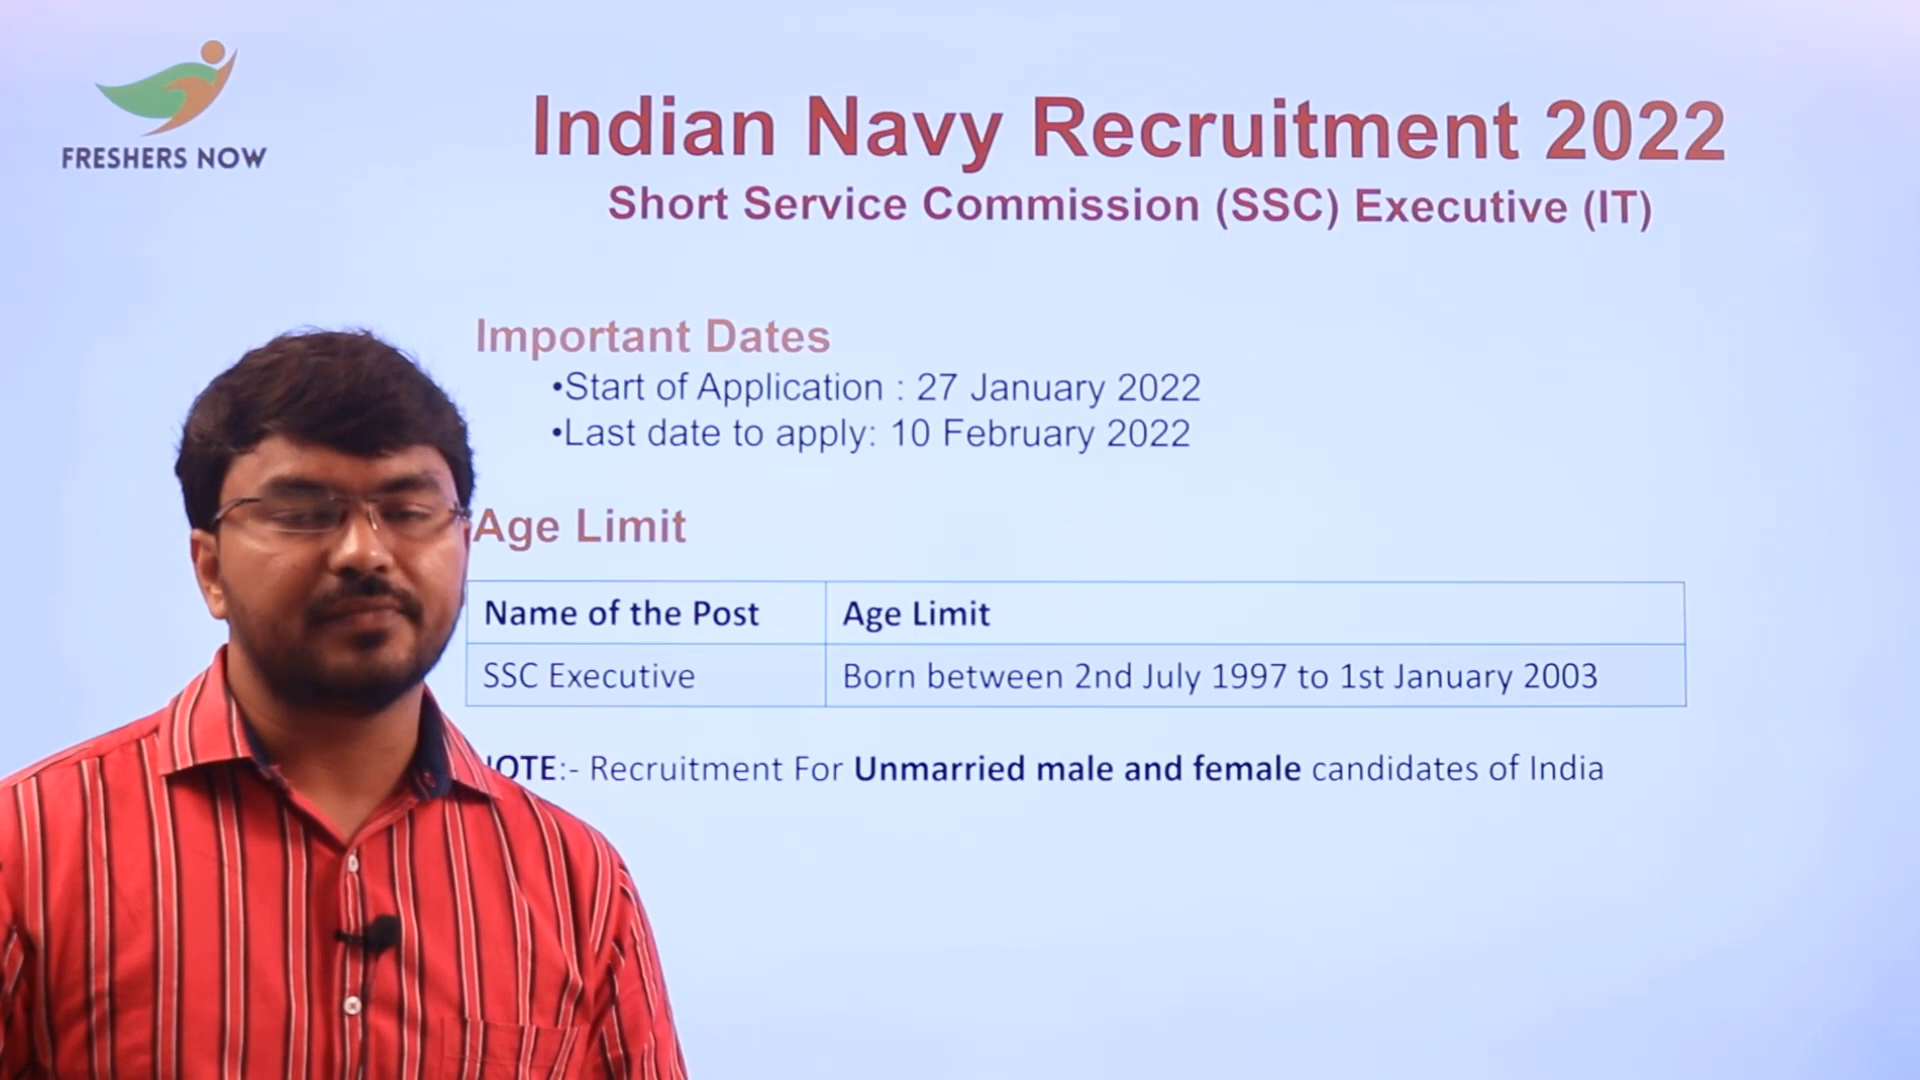 FRESHERS NOW
Indian Navy Recruitment 2022
Short Service Commission (SSC) Executive (IT)
Important Dates
•Start of Application : 27 January 2022
•Last date to apply: 10 February 2022
Age Limit
Name of the Post Age Limit
SSC Executive Born between 2nd July 1997 to 1st January 2003
OTE:- Recruitment For Unmarried male and female candidates of India